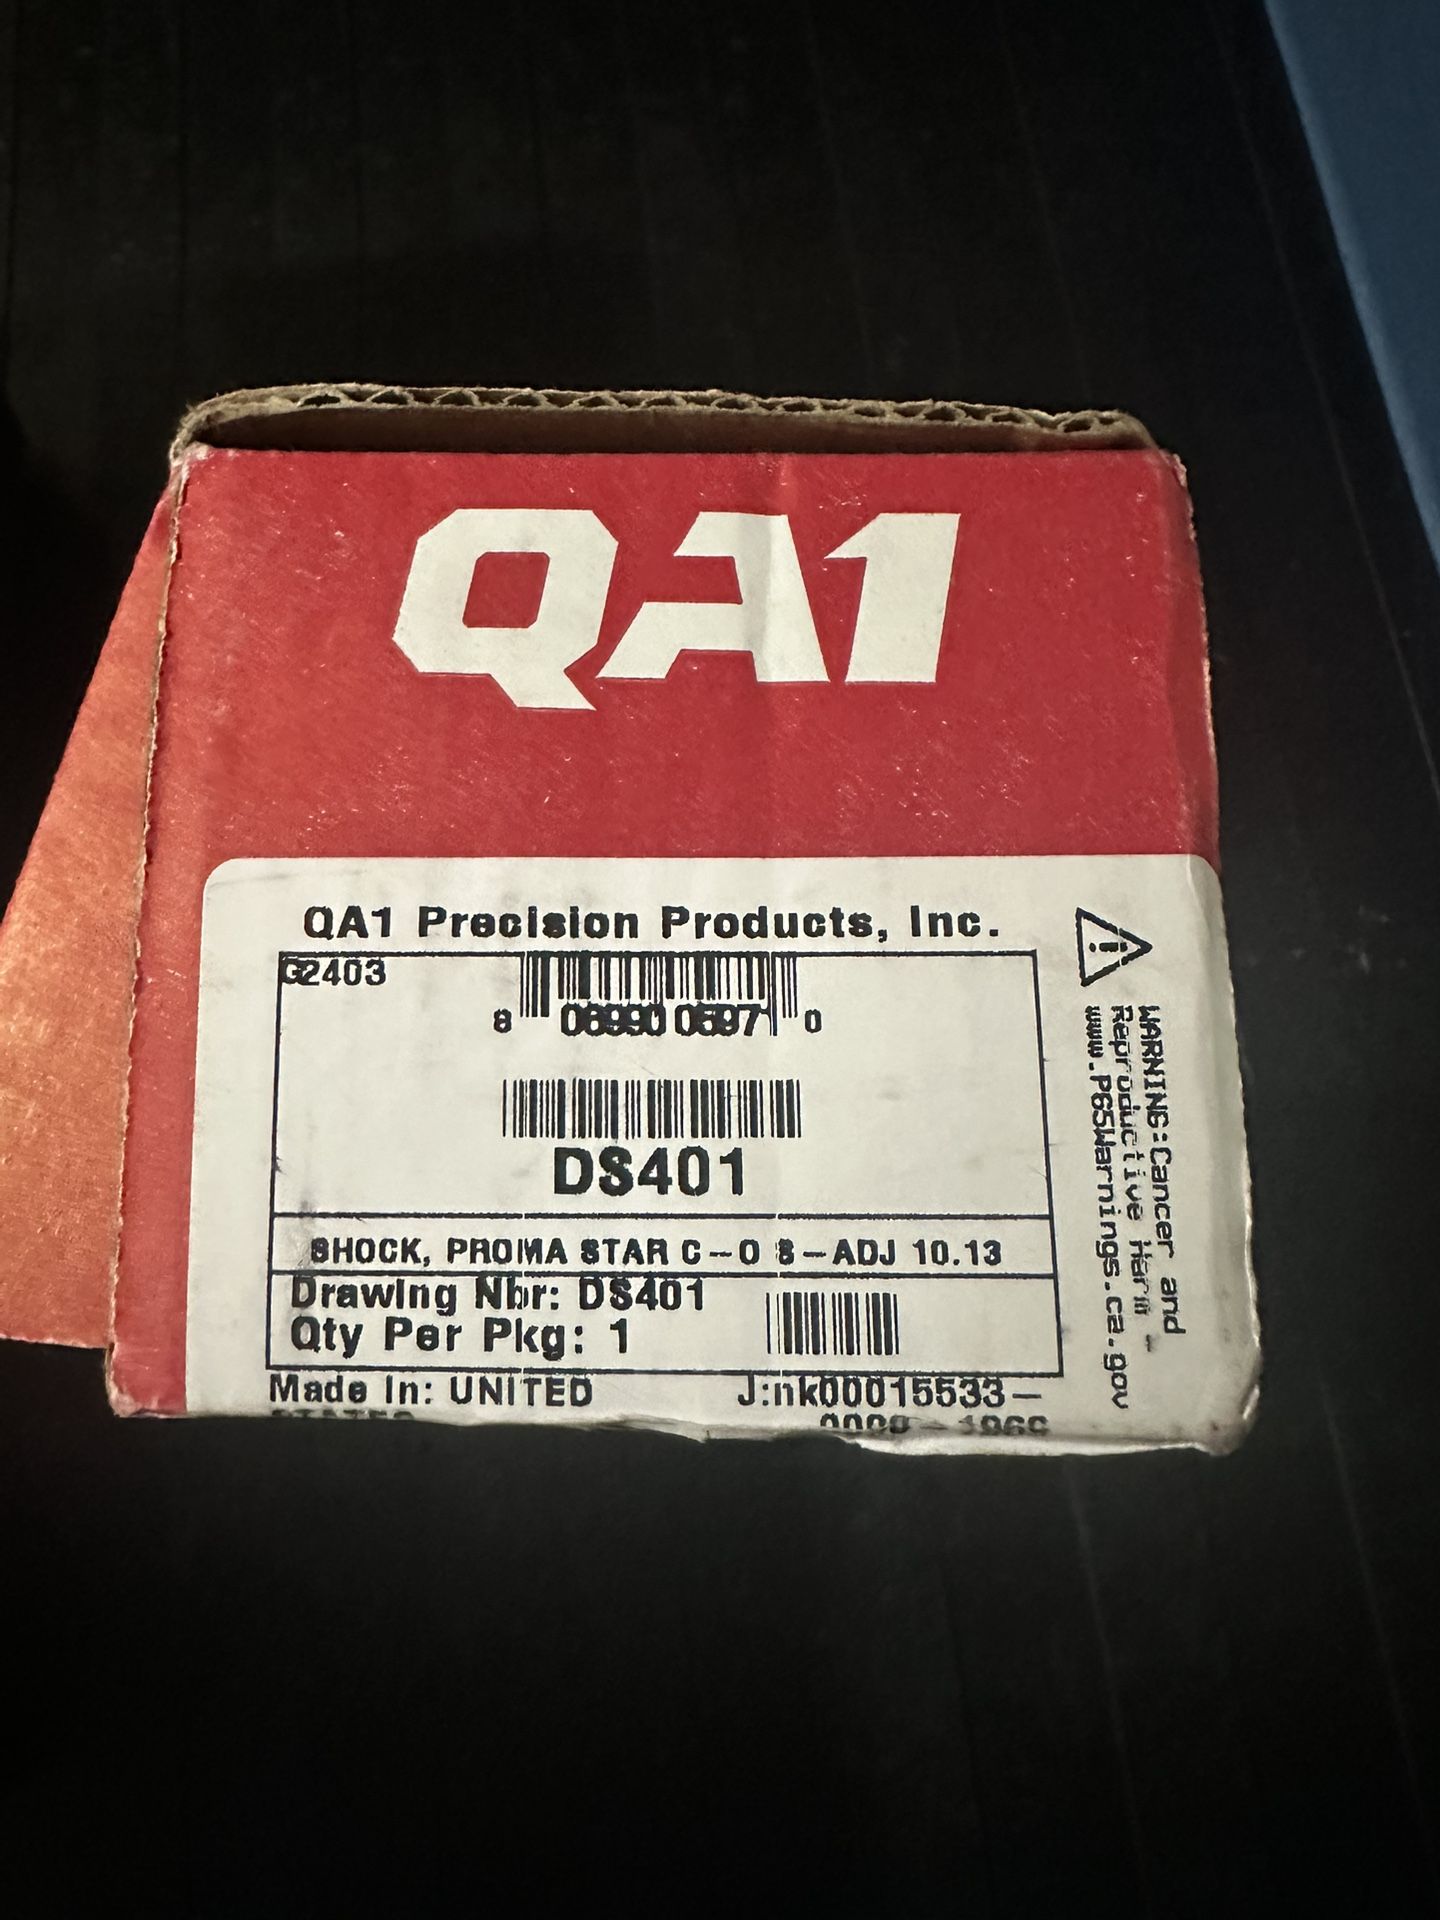 QA1
QA1 Precision Products, Inc.
G2403
8 06990 0597 0
DS401
SHOCK, PROMA STAR C-O S-ADJ 10.13
Drawing Nbr: DS401
Qty Per Pkg: 1
Made In: UNITED
STATES
J:nk00015533-
WARNING:Cancer and
Reproductive Harm -
www.P65Warnings.ca.gov